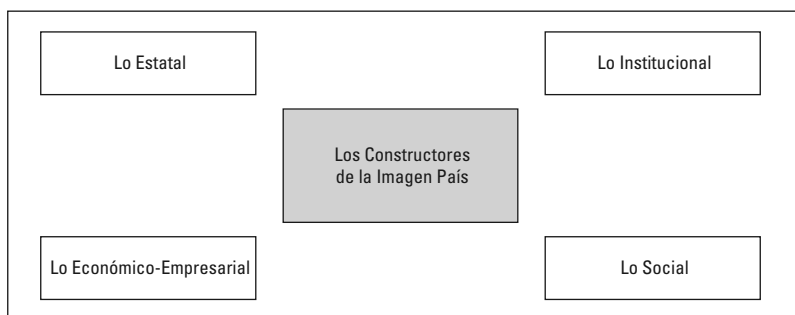 Lo Estatal
Lo Institucional
Los Constructores
de la Imagen País
Lo Económico-Empresarial
Lo Social